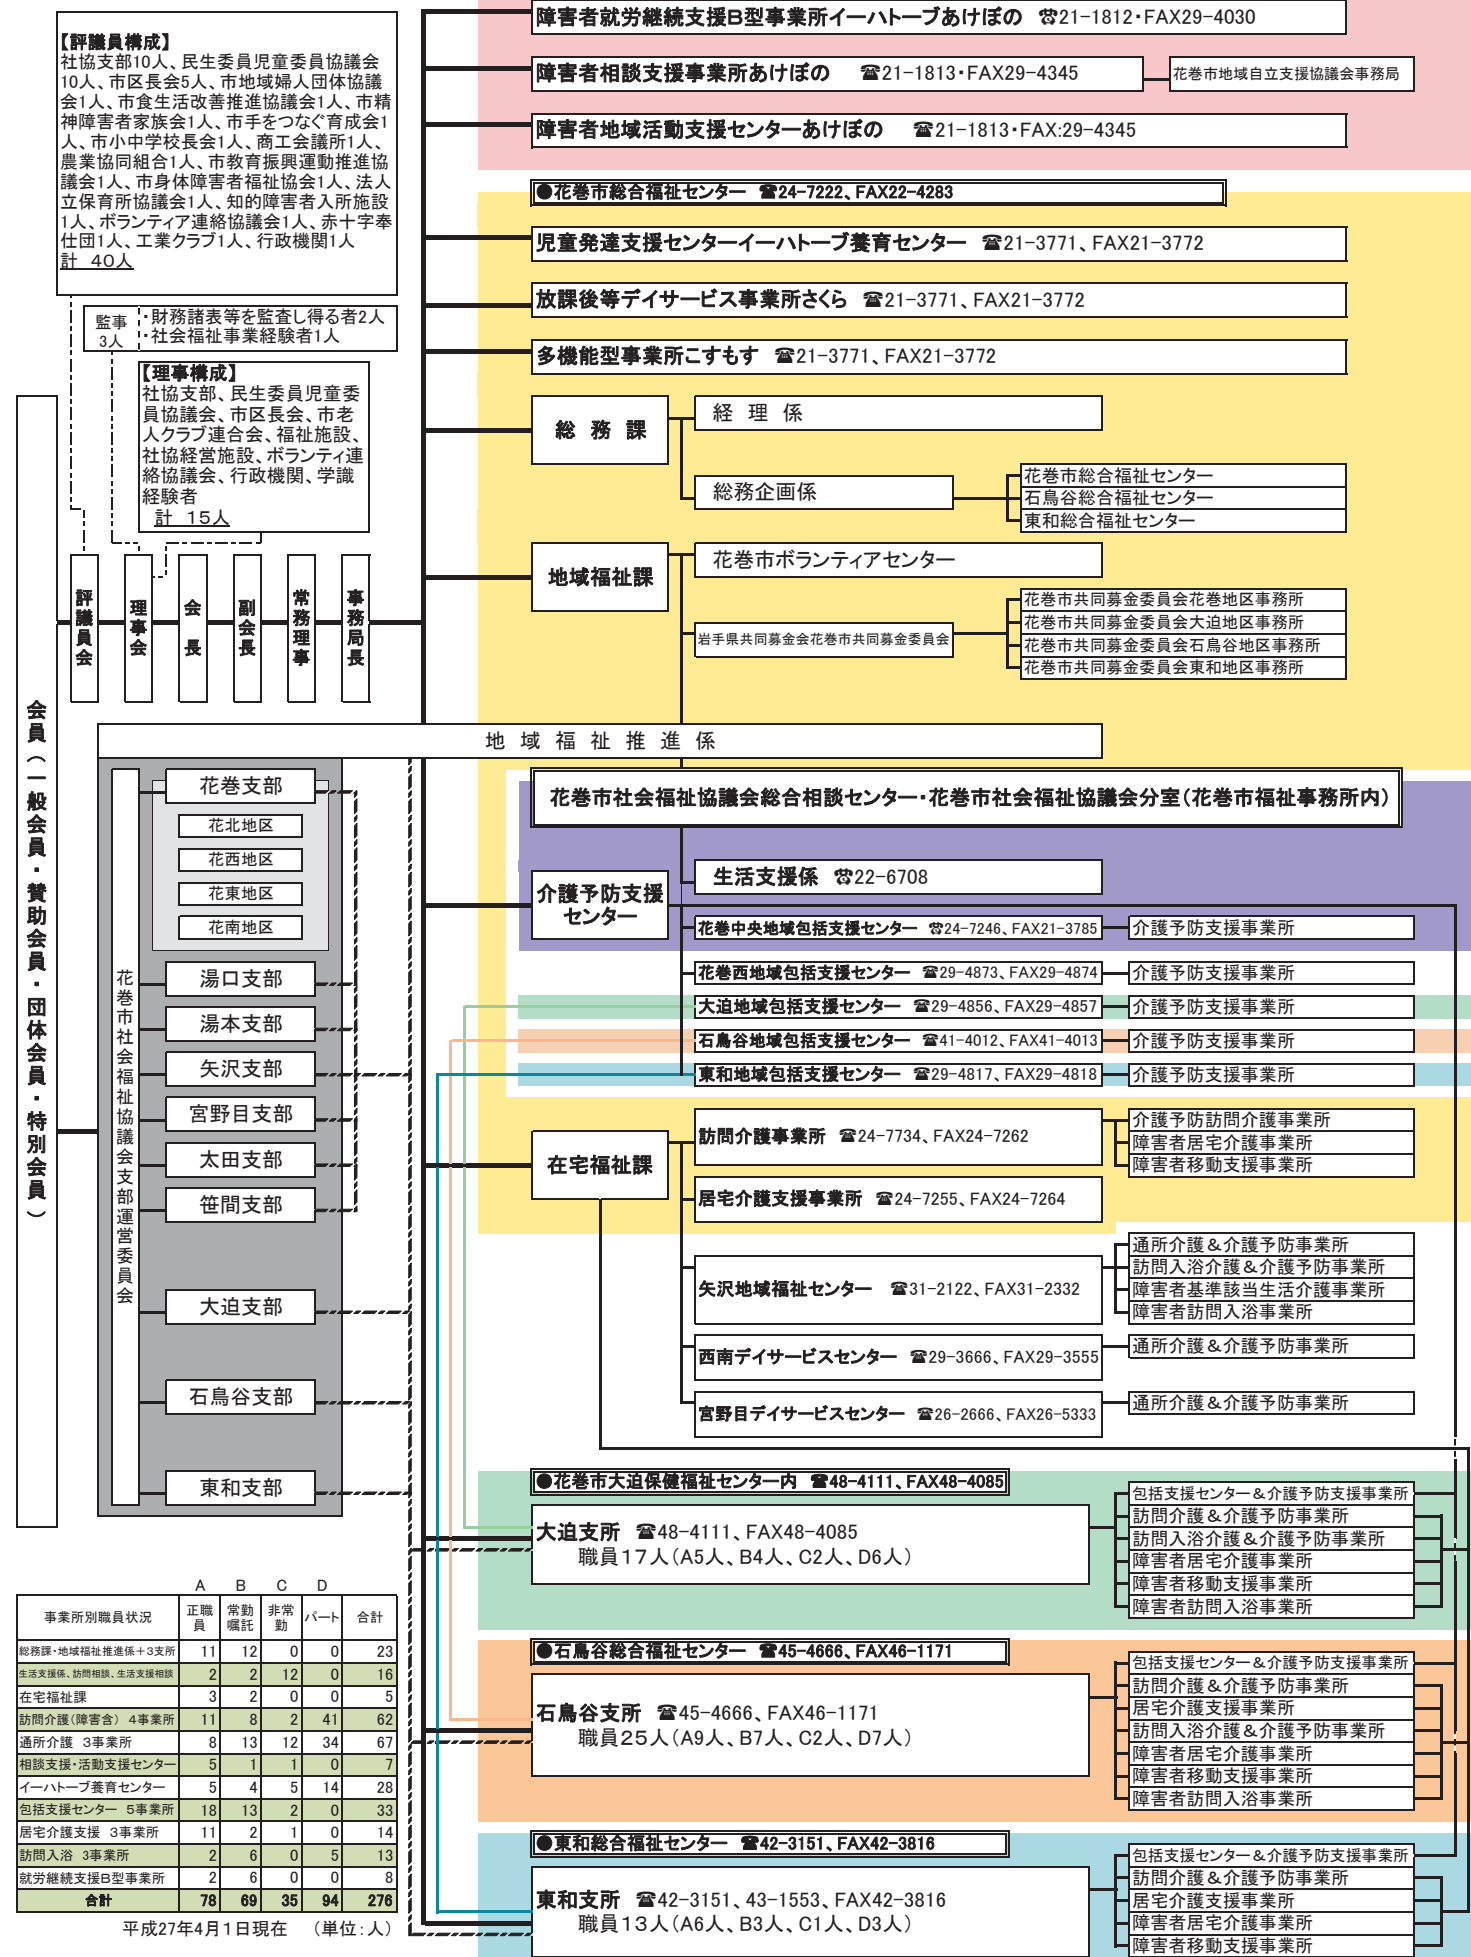 【評議員構成】
社協支部10人、民生委員児童委員協議会
10人、市区長会5人、市地域婦人団体協議
会1人、市食生活改善推進協議会1人、市精
神障害者家族会1人、市手をつなぐ育成会1
人、市小中学校長会1人、商工会議所1人、
農業協同組合1人、市教育振興運動推進協
議会1人、市身体障害者福祉協会1人、法人
立保育所協議会1人、知的障害者入所施設
1人、ボランティア連絡協議会1人、赤十字奉
仕団1人、工業クラブ1人、行政機関1人
計 40人
監事
3人
・財務諸表等を監査し得る者2人
・社会福祉事業経験者1人
【理事構成】
社協支部、民生委員児童委
員協議会、市区長会、市老
人クラブ連合会、福祉施設、
社協経営施設、ボランティ連
絡協議会、行政機関、学識
経験者
計 15人
会員(一般会員・賛助会員・団体会員・特別会員)
評議員会
理事会
会長
副会長
常務理事
事務局長
障害者就労継続支援B型事業所イーハトーブあけぼの ☎21-1812・FAX29-4030
障害者相談支援事業所あけぼの ☎21-1813・FAX29-4345
花巻市地域自立支援協議会事務局
障害者地域活動支援センターあけぼの ☎21-1813・FAX:29-4345
●花巻市総合福祉センター ☎24-7222、FAX22-4283
児童発達支援センターイーハトーブ養育センター ☎21-3771、FAX21-3772
放課後等デイサービス事業所さくら ☎21-3771、FAX21-3772
多機能型事業所こすもす ☎21-3771、FAX21-3772
総務課
経理係
総務企画係
花巻市総合福祉センター
石鳥谷総合福祉センター
東和総合福祉センター
地域福祉課
花巻市ボランティアセンター
岩手県共同募金会花巻市共同募金委員会
花巻市共同募金委員会花巻地区事務所
花巻市共同募金委員会大迫地区事務所
花巻市共同募金委員会石鳥谷地区事務所
花巻市共同募金委員会東和地区事務所
地域福祉推進係
花巻市社会福祉協議会支部運営委員会
花巻支部
花北地区
花西地区
花東地区
花南地区
湯口支部
湯本支部
矢沢支部
宮野目支部
太田支部
笹間支部
大迫支部
石鳥谷支部
東和支部
花巻市社会福祉協議会総合相談センター・花巻市社会福祉協議会分室(花巻市福祉事務所内)
生活支援係 ☎22-6708
介護予防支援
センター
花巻中央地域包括支援センター ☎24-7246、FAX21-3785
介護予防支援事業所
花巻西地域包括支援センター ☎29-4873、FAX29-4874
介護予防支援事業所
大迫地域包括支援センター ☎29-4856、FAX29-4857
介護予防支援事業所
石鳥谷地域包括支援センター ☎41-4012、FAX41-4013
介護予防支援事業所
東和地域包括支援センター ☎29-4817、FAX29-4818
介護予防支援事業所
在宅福祉課
訪問介護事業所 ☎24-7734、FAX24-7262
介護予防訪問介護事業所
障害者居宅介護事業所
障害者移動支援事業所
居宅介護支援事業所 ☎24-7255、FAX24-7264
矢沢地域福祉センター ☎31-2122、FAX31-2332
通所介護&介護予防事業所
訪問入浴介護&介護予防事業所
障害者基準該当生活介護事業所
障害者訪問入浴事業所
西南デイサービスセンター ☎29-3666、FAX29-3555
通所介護&介護予防事業所
宮野目デイサービスセンター ☎26-2666、FAX26-5333
通所介護&介護予防事業所
●花巻市大迫保健福祉センター内 ☎48-4111、FAX48-4085
大迫支所 ☎48-4111、FAX48-4085
職員17人(A5人、B4人、C2人、D6人)
包括支援センター&介護予防支援事業所
訪問介護&介護予防事業所
訪問入浴介護&介護予防事業所
障害者居宅介護事業所
障害者移動支援事業所
障害者訪問入浴事業所
●石鳥谷総合福祉センター ☎45-4666、FAX46-1171
石鳥谷支所 ☎45-4666、FAX46-1171
職員25人(A9人、B7人、C2人、D7人)
包括支援センター&介護予防支援事業所
訪問介護&介護予防事業所
居宅介護支援事業所
訪問入浴介護&介護予防事業所
障害者居宅介護事業所
障害者移動支援事業所
障害者訪問入浴事業所
●東和総合福祉センター ☎42-3151、FAX42-3816
東和支所 ☎42-3151、43-1553、FAX42-3816
職員13人(A6人、B3人、C1人、D3人)
包括支援センター&介護予防支援事業所
訪問介護&介護予防事業所
居宅介護支援事業所
障害者居宅介護事業所
障害者移動支援事業所
A B C D
事業所別職員状況 正職員 常勤嘱託 非常勤 パート 合計
総務課・地域福祉推進係+3支所 11 12 0 0 23
生活支援係、訪問相談、生活支援相談 2 2 12 0 16
在宅福祉課 3 2 0 0 5
訪問介護(障害含) 4事業所 11 8 2 41 62
通所介護 3事業所 8 13 12 34 67
相談支援・活動支援センター 5 1 1 0 7
イーハトーブ養育センター 5 4 5 14 28
包括支援センター 5事業所 18 13 2 0 33
居宅介護支援 3事業所 11 2 1 0 14
訪問入浴 3事業所 2 6 0 5 13
就労継続支援B型事業所 2 6 0 0 8
合計 78 69 35 94 276
平成27年4月1日現在 (単位:人)